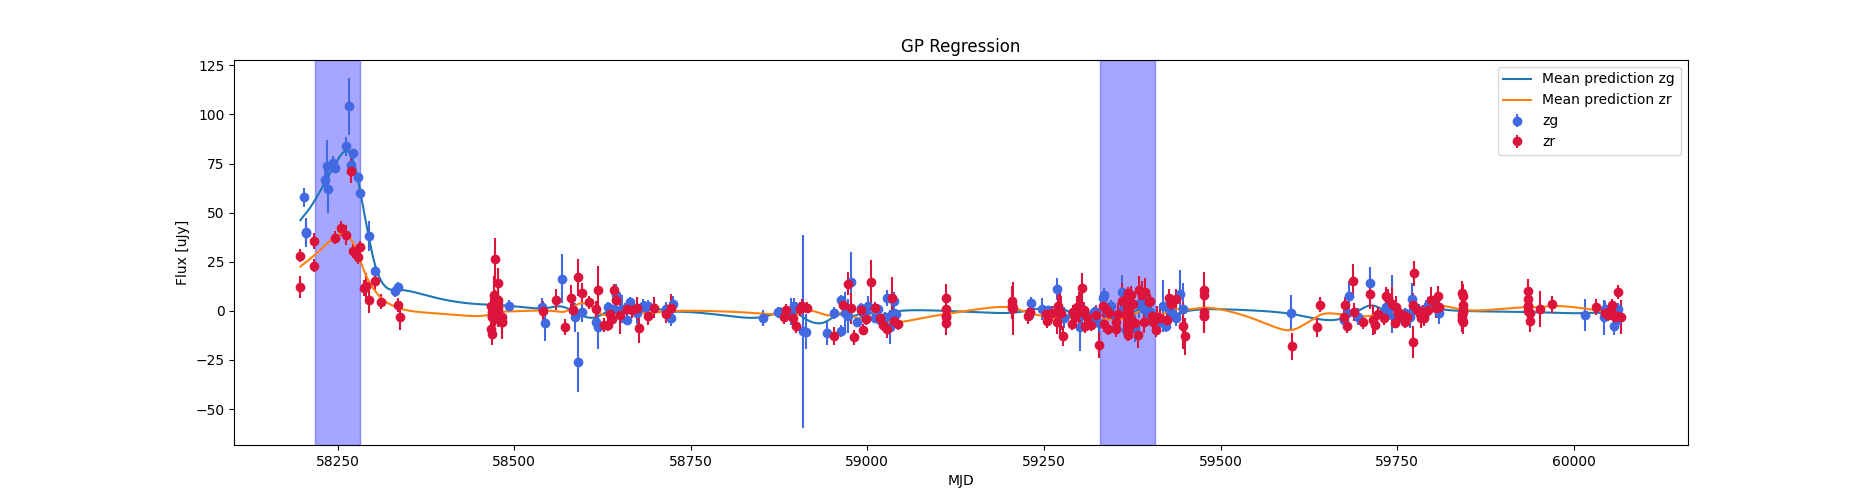 GP Regression
Flux [uJy]
125
100
75
50
25
0
−25
−50
58250
58500
58750
59000
59250
59500
59750
60000
MJD
Mean prediction zg
Mean prediction zr
zg
zr